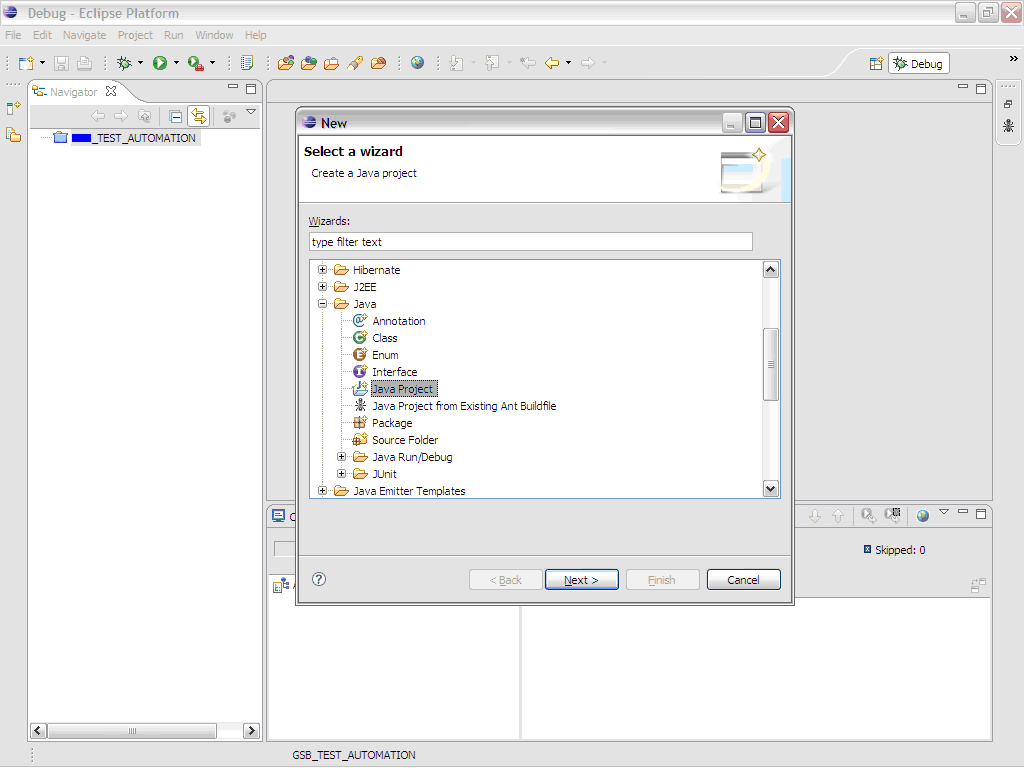 Debug - Eclipse Platform
File Edit Navigate Project Run Window Help
Debug
Navigator
_TEST_AUTOMATION
New
Select a wizard
Create a Java project
Wizards:
type filter text
Hibernate
J2EE
Java
Annotation
Class
Enum
Interface
Java Project
Java Project from Existing Ant Buildfile
Package
Source Folder
Java Run/Debug
JUnit
Java Emitter Templates
Skipped: 0
< Back Next > Finish Cancel
GSB_TEST_AUTOMATION